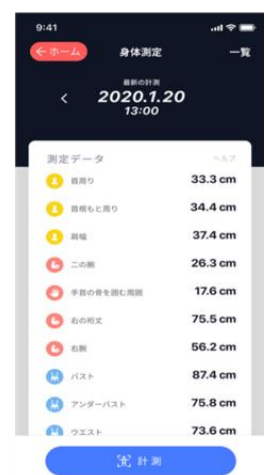 9:41
←ホーム 身体測定 一覧
最新の計測
< 2020.1.20
13:00
測定データ ヘルプ
首周り 33.3 cm
首根もと周り 34.4 cm
肩幅 37.4 cm
二の腕 26.3 cm
手首の骨を囲む周囲 17.6 cm
右の裄丈 75.5 cm
右腕 56.2 cm
バスト 87.4 cm
アンダーバスト 75.8 cm
ウエスト 73.6 cm
計測